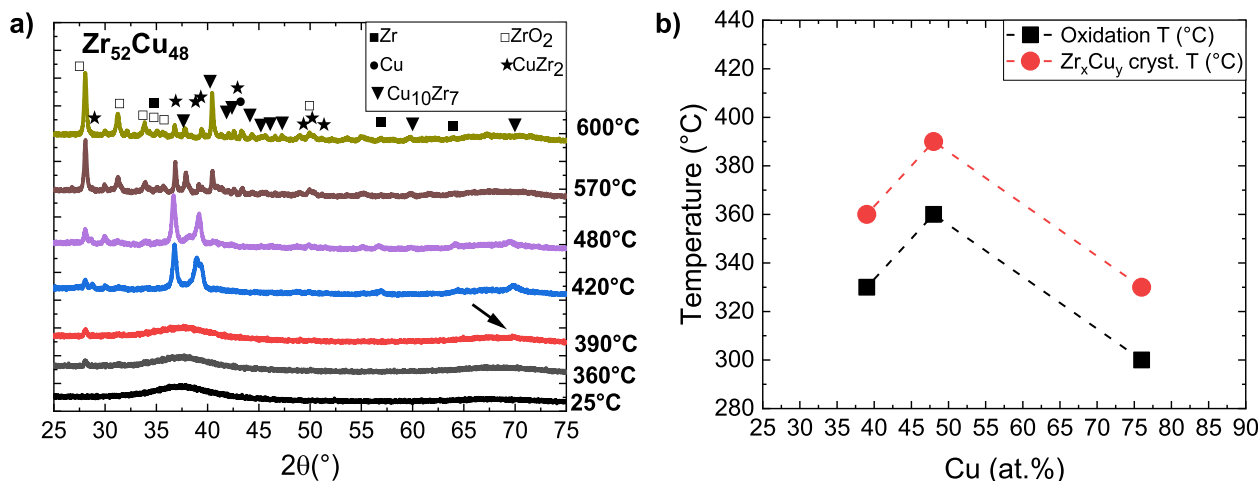 a)
Zr52Cu48
■ Zr □ ZrO2
● Cu ★ CuZr2
▼ Cu10Zr7
600°C
570°C
480°C
420°C
390°C
360°C
25°C
25 30 35 40 45 50 55 60 65 70 75
2θ(°)
b)
Oxidation T (°C)
ZrxCuy cryst. T (°C)
440
420
400
380
360
340
320
300
280
Temperature (°C)
25 30 35 40 45 50 55 60 65 70 75 80 85 90
Cu (at.%)